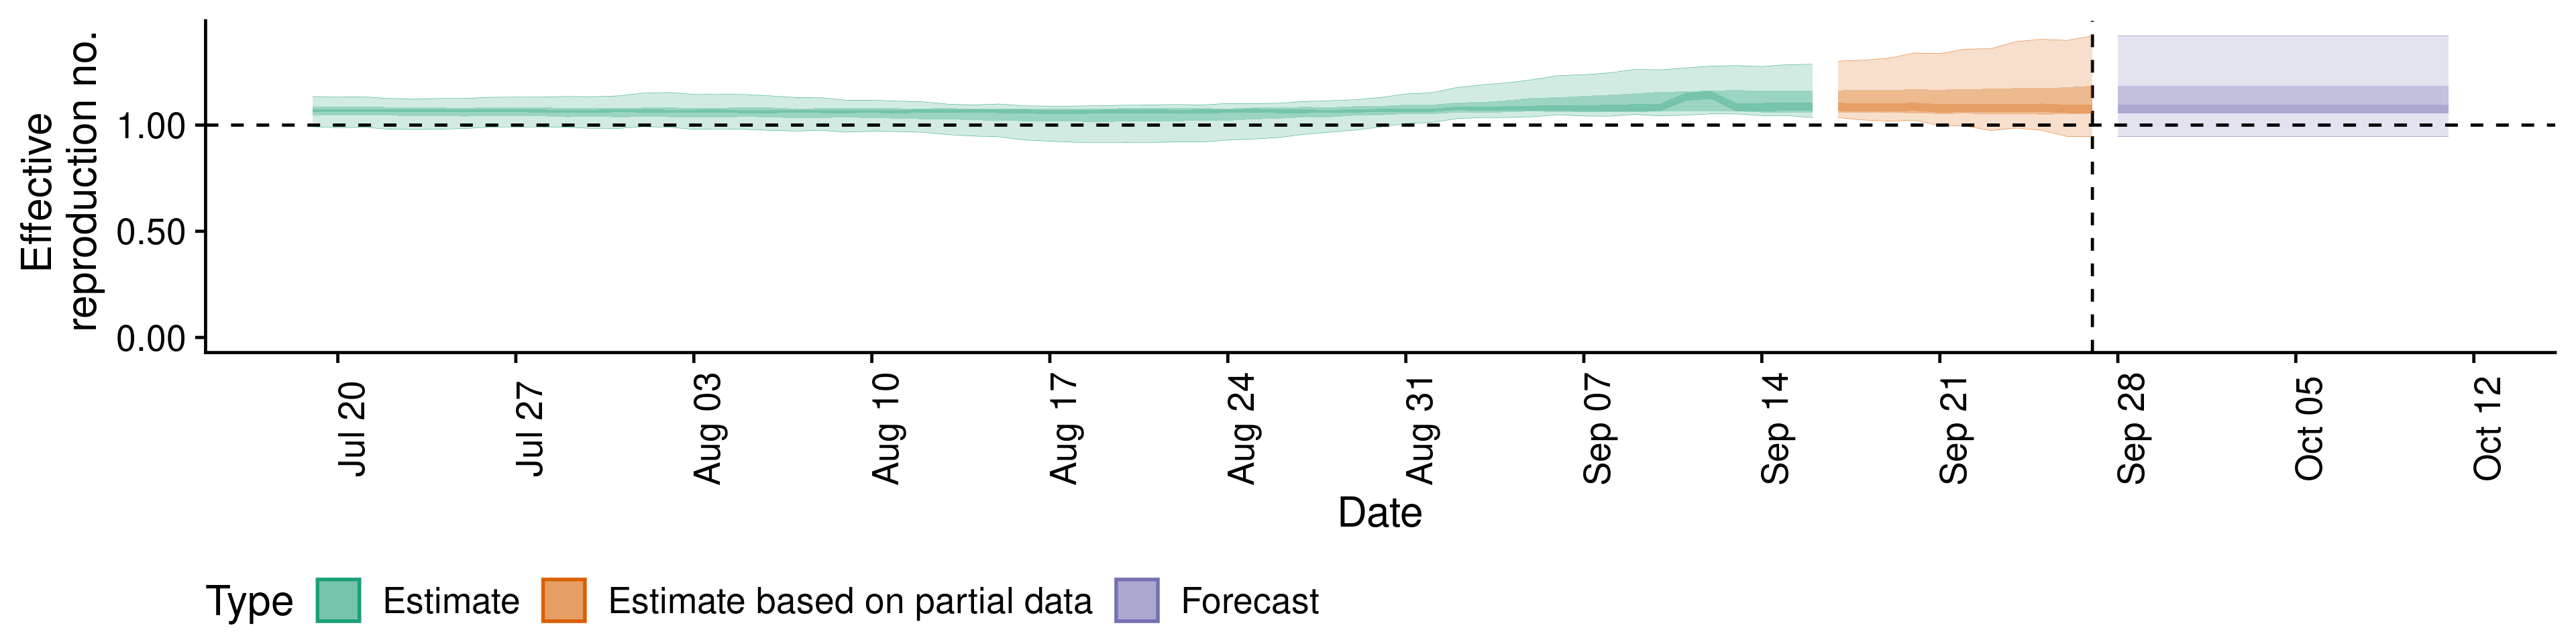 Effective
reproduction no.
1.00
0.50
0.00
Jul 20
Jul 27
Aug 03
Aug 10
Aug 17
Aug 24
Aug 31
Sep 07
Sep 14
Sep 21
Sep 28
Oct 05
Oct 12
Date
Type Estimate Estimate based on partial data Forecast